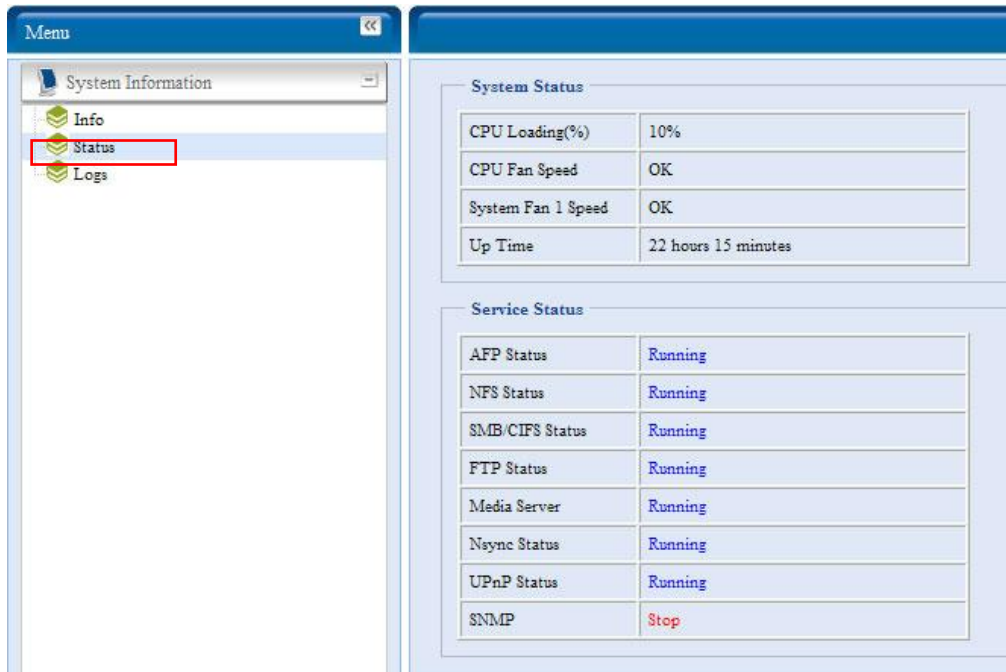 Menu
System Information
Info
Status
Logs
System Status
CPU Loading(%) 10%
CPU Fan Speed OK
System Fan 1 Speed OK
Up Time 22 hours 15 minutes
Service Status
AFP Status Running
NFS Status Running
SMB/CIFS Status Running
FTP Status Running
Media Server Running
Nsync Status Running
UPnP Status Running
SNMP Stop